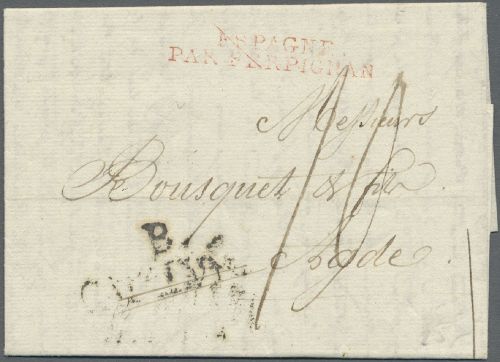 ESPAGNE
PAR PERPIGNAN
Messieurs
Bousquet & fils
Agde
B